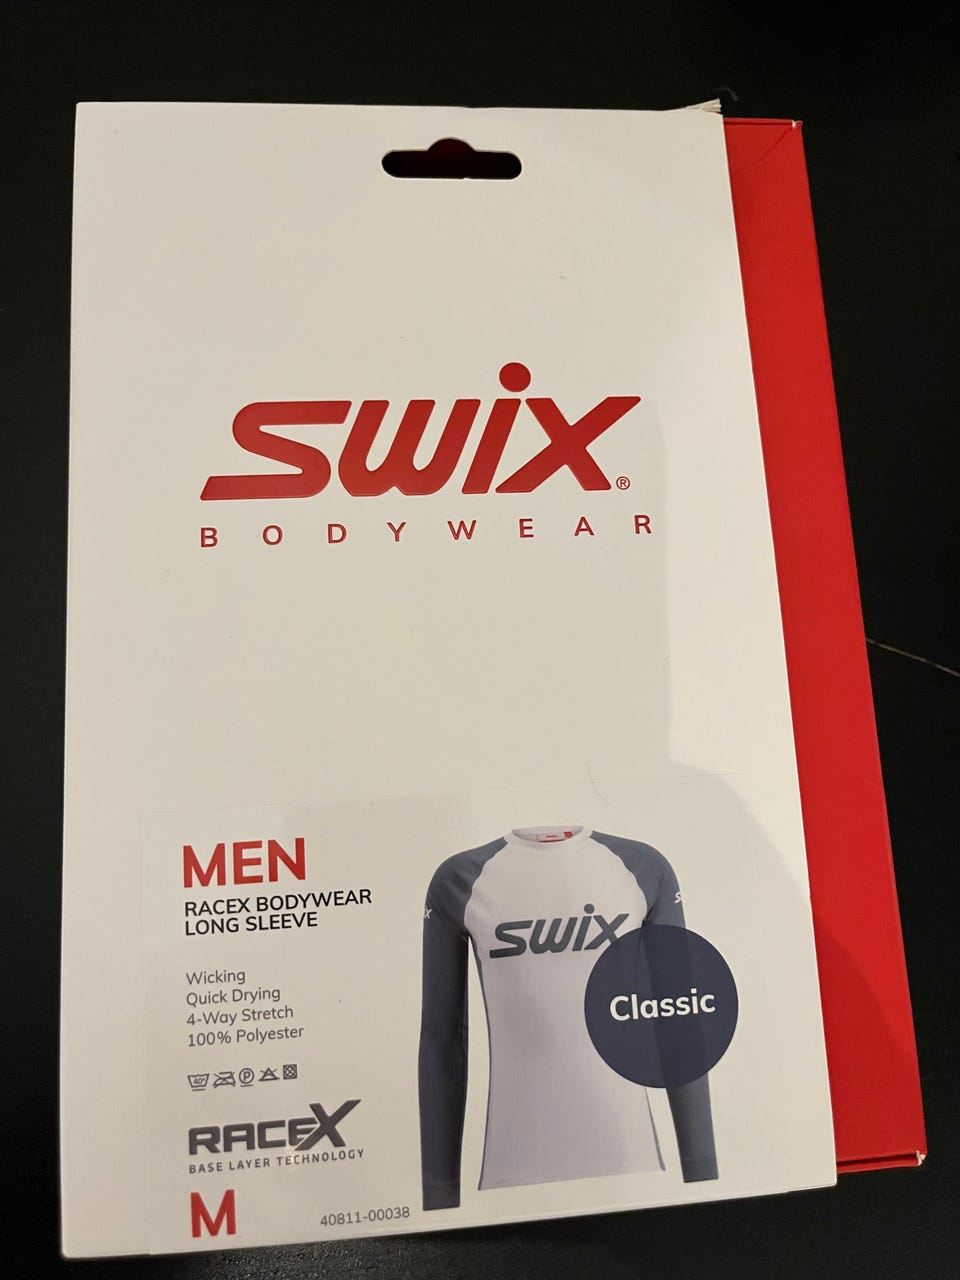 swix®
BODYWEAR
MEN
RACEX BODYWEAR
LONG SLEEVE
Wicking
Quick Drying
4-Way Stretch
100% Polyester
40°
P
RACEX
BASE LAYER TECHNOLOGY
M
40811-00038
swix
Classic